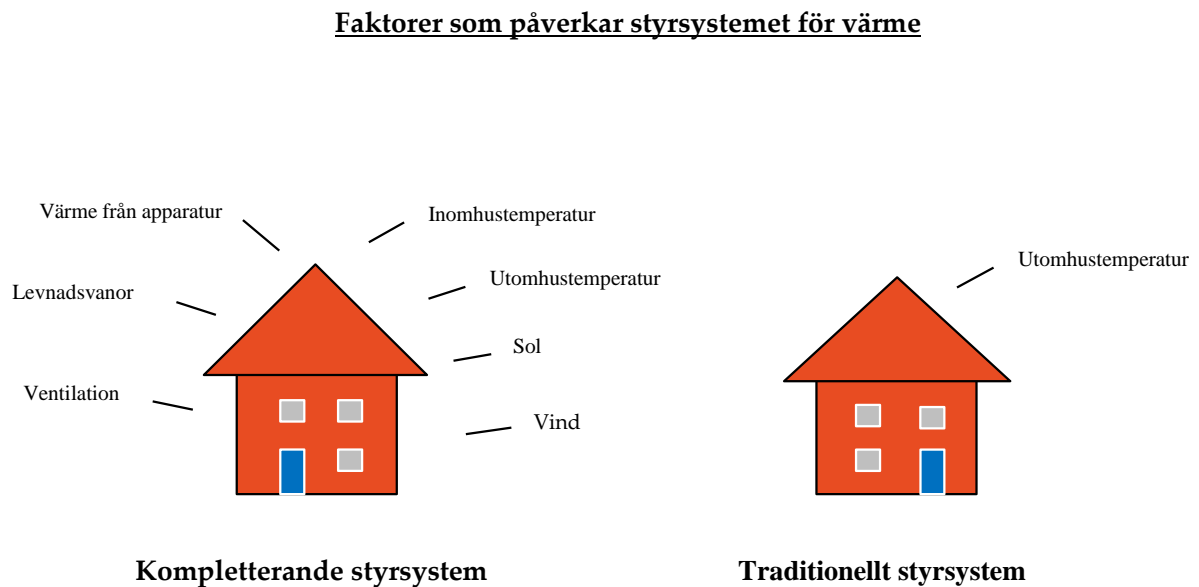 Faktorer som påverkar styrsystemet för värme
Värme från apparatur
Inomhustemperatur
Levnadsvanor
Utomhustemperatur
Sol
Ventilation
Vind
Kompletterande styrsystem
Utomhustemperatur
Traditionellt styrsystem